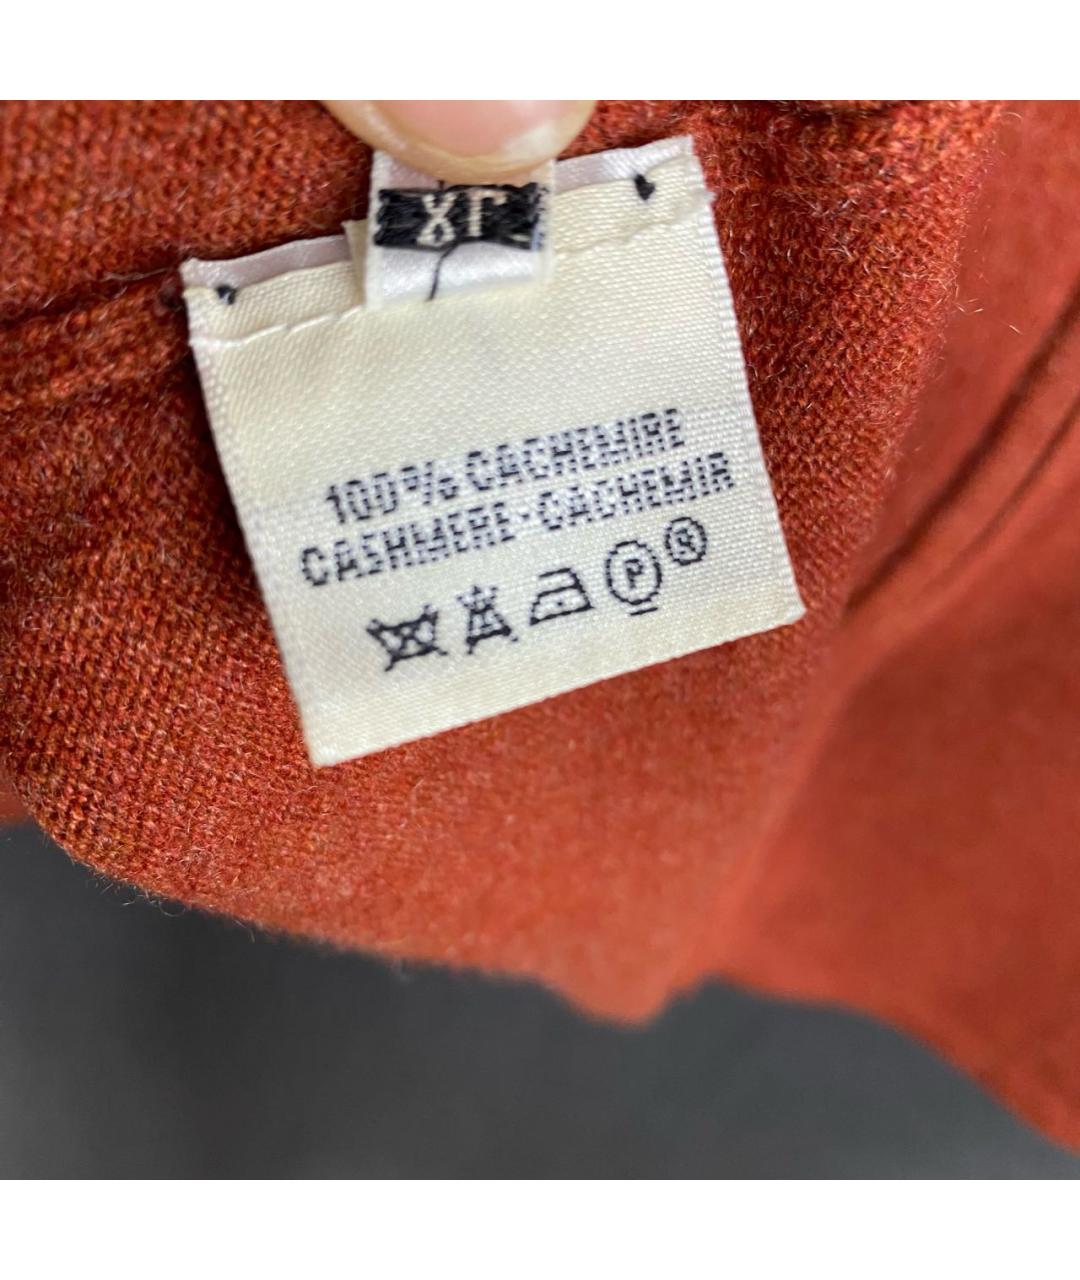 XL
100% CACHEMIRE
CASHMERE-CACHEMIR
P ®